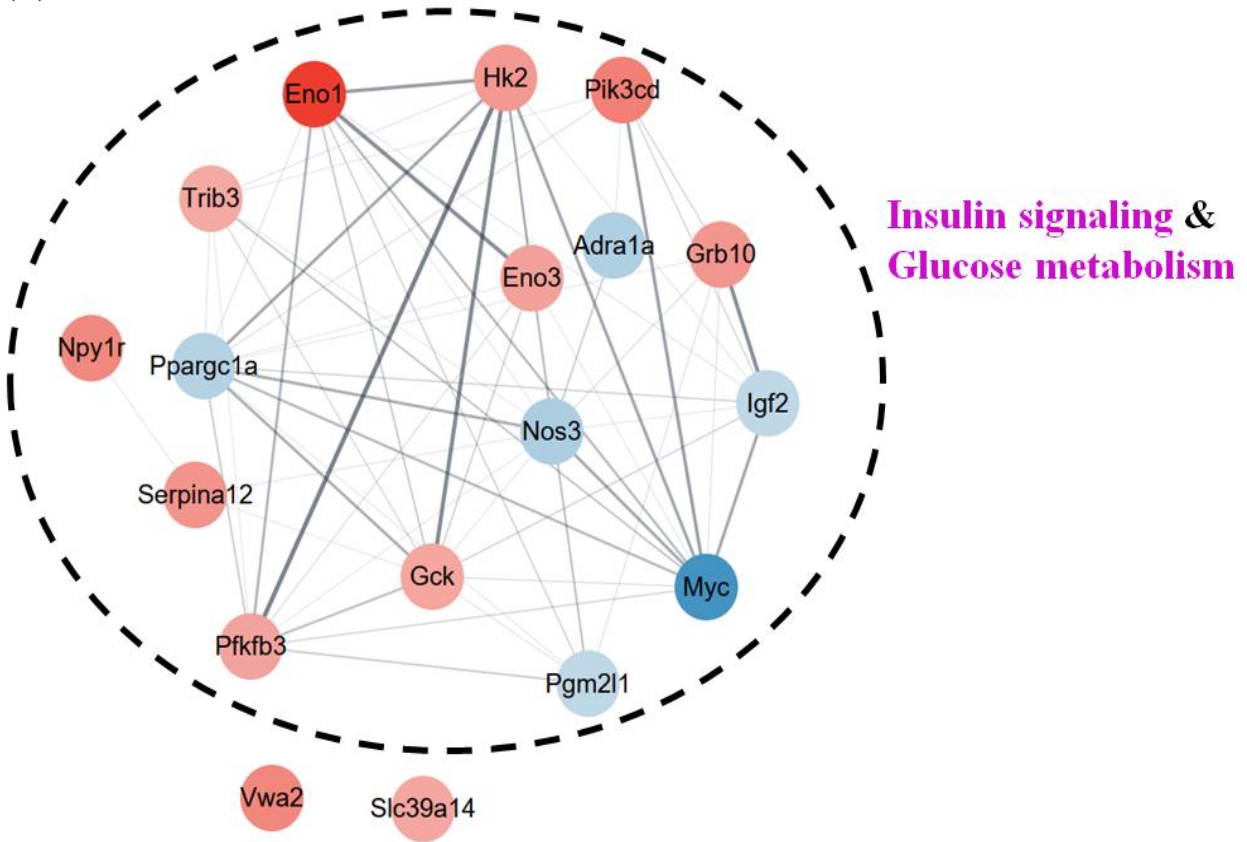 Eno1
Hk2
Pik3cd
Trib3
Adra1a
Grb10
Eno3
Insulin signaling &
Glucose metabolism
Npy1r
Ppargc1a
Igf2
Nos3
Serpina12
Gck
Myc
Pfkfb3
Pgm2l1
Vwa2
Slc39a14